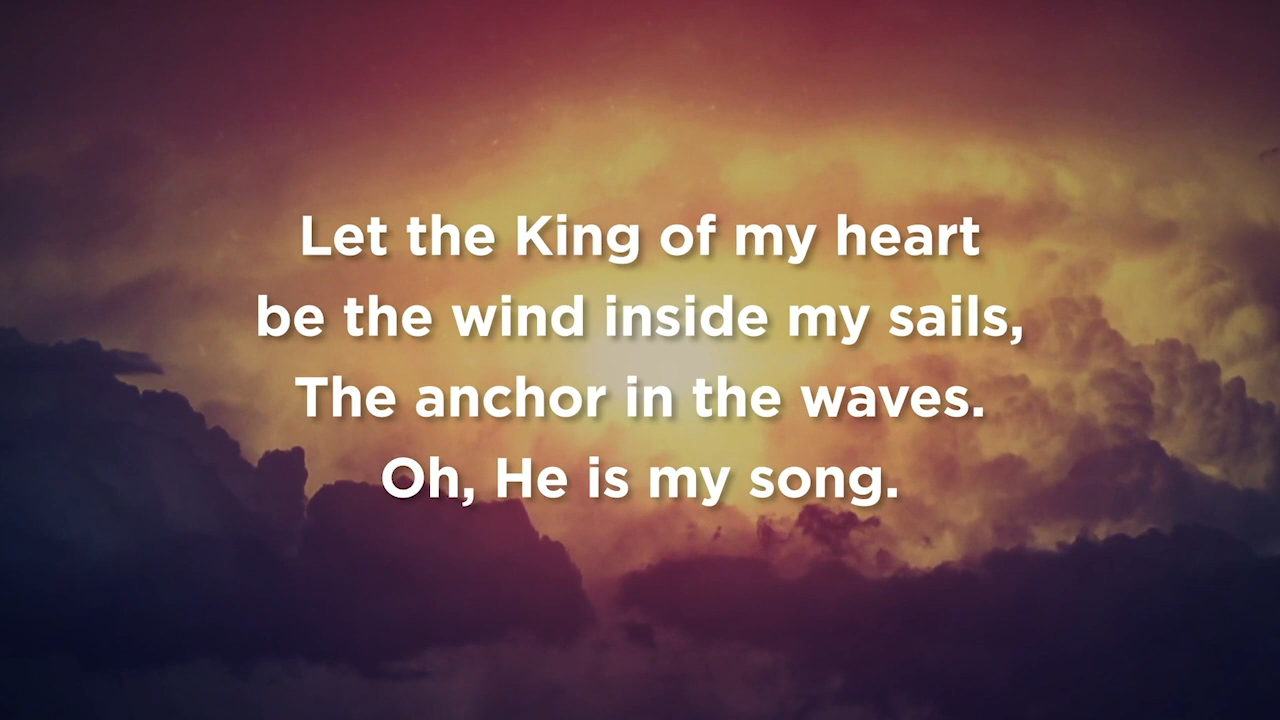 Let the King of my heart
be the wind inside my sails,
The anchor in the waves.
Oh, He is my song.